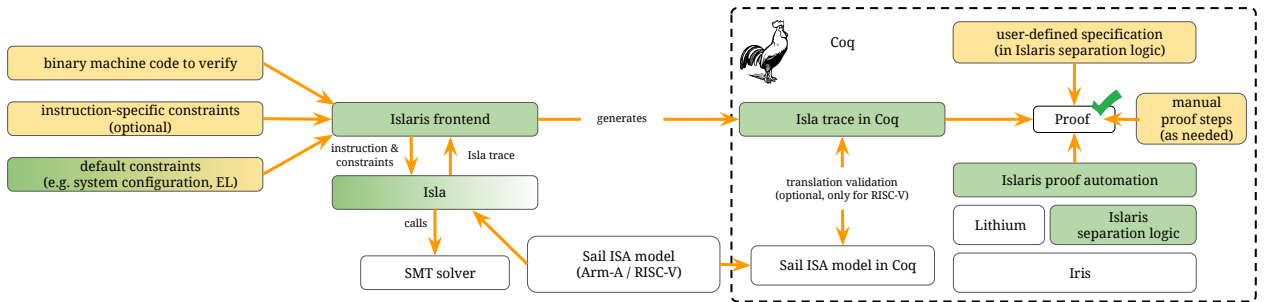 binary machine code to verify
instruction-specific constraints
(optional)
default constraints
(e.g. system configuration, EL)
Islaris frontend
instruction &
constraints
Isla trace
Isla
calls
SMT solver
Sail ISA model
(Arm-A / RISC-V)
generates
Coq
Isla trace in Coq
translation validation
(optional, only for RISC-V)
Sail ISA model in Coq
user-defined specification
(in Islaris separation logic)
Proof
manual
proof steps
(as needed)
Islaris proof automation
Lithium
Islaris
separation logic
Iris